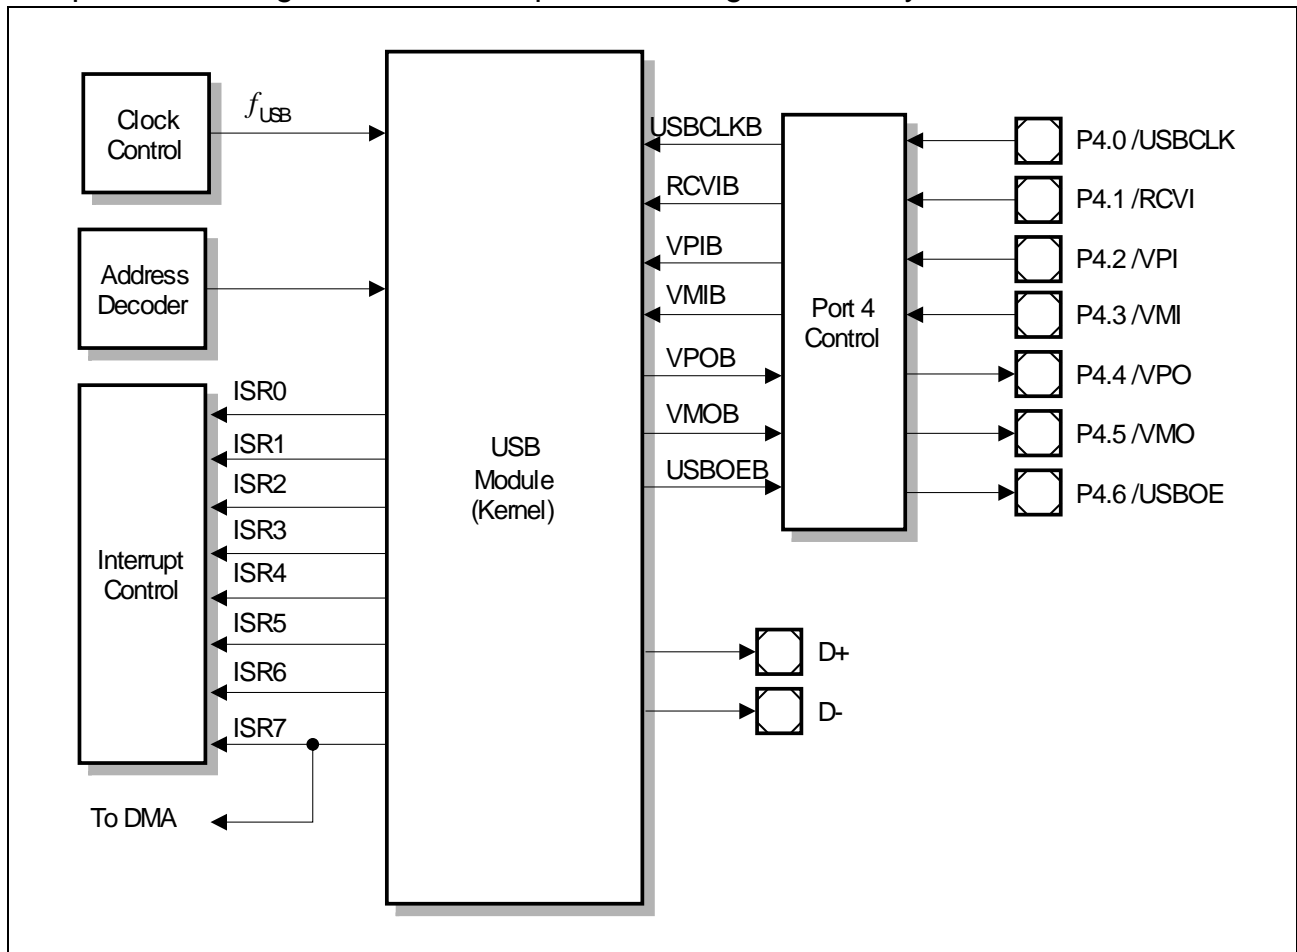 Clock
Control
fUSB
Address
Decoder
Interrupt
Control
ISR0
ISR1
ISR2
ISR3
ISR4
ISR5
ISR6
ISR7
To DMA
USB
Module
(Kernel)
USBCLKB
RCVIB
VPIB
VMIB
VPOB
VMOB
USBOEB
Port 4
Control
P4.0 /USBCLK
P4.1 /RCVI
P4.2 /VPI
P4.3 /VMI
P4.4 /VPO
P4.5 /VMO
P4.6 /USBOE
D+
D-